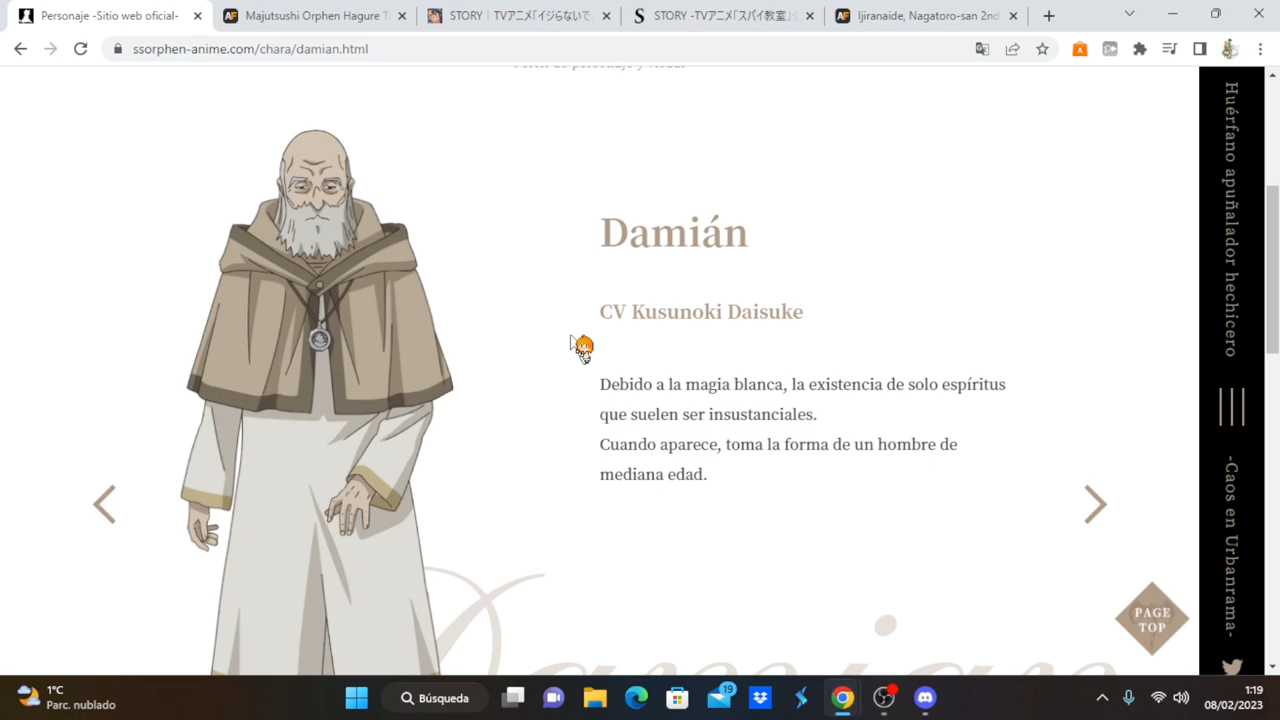 Personaje -Sitio web oficial-
Majutsushi Orphen Hagure T
STORY | TVアニメ「イジらないで、
STORY -TVアニメ「スパイ教室」
Ijiranaide, Nagatoro-san 2nd
ssorphen-anime.com/chara/damian.html
Damián
CV Kusunoki Daisuke
Debido a la magia blanca, la existencia de solo espíritus
que suelen ser insustanciales.
Cuando aparece, toma la forma de un hombre de
mediana edad.
PAGE
TOP
Huérfano apuñalador hechicero
-Caos en Urbanrama-
Damian
1°C
Parc. nublado
Búsqueda
19
1:19
08/02/2023